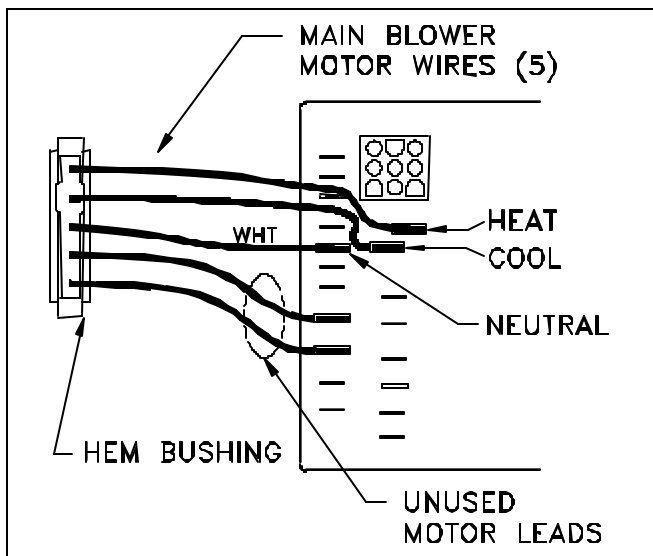 MAIN BLOWER
MOTOR WIRES (5)
HEAT
WHT
COOL
NEUTRAL
HEM BUSHING
UNUSED
MOTOR LEADS